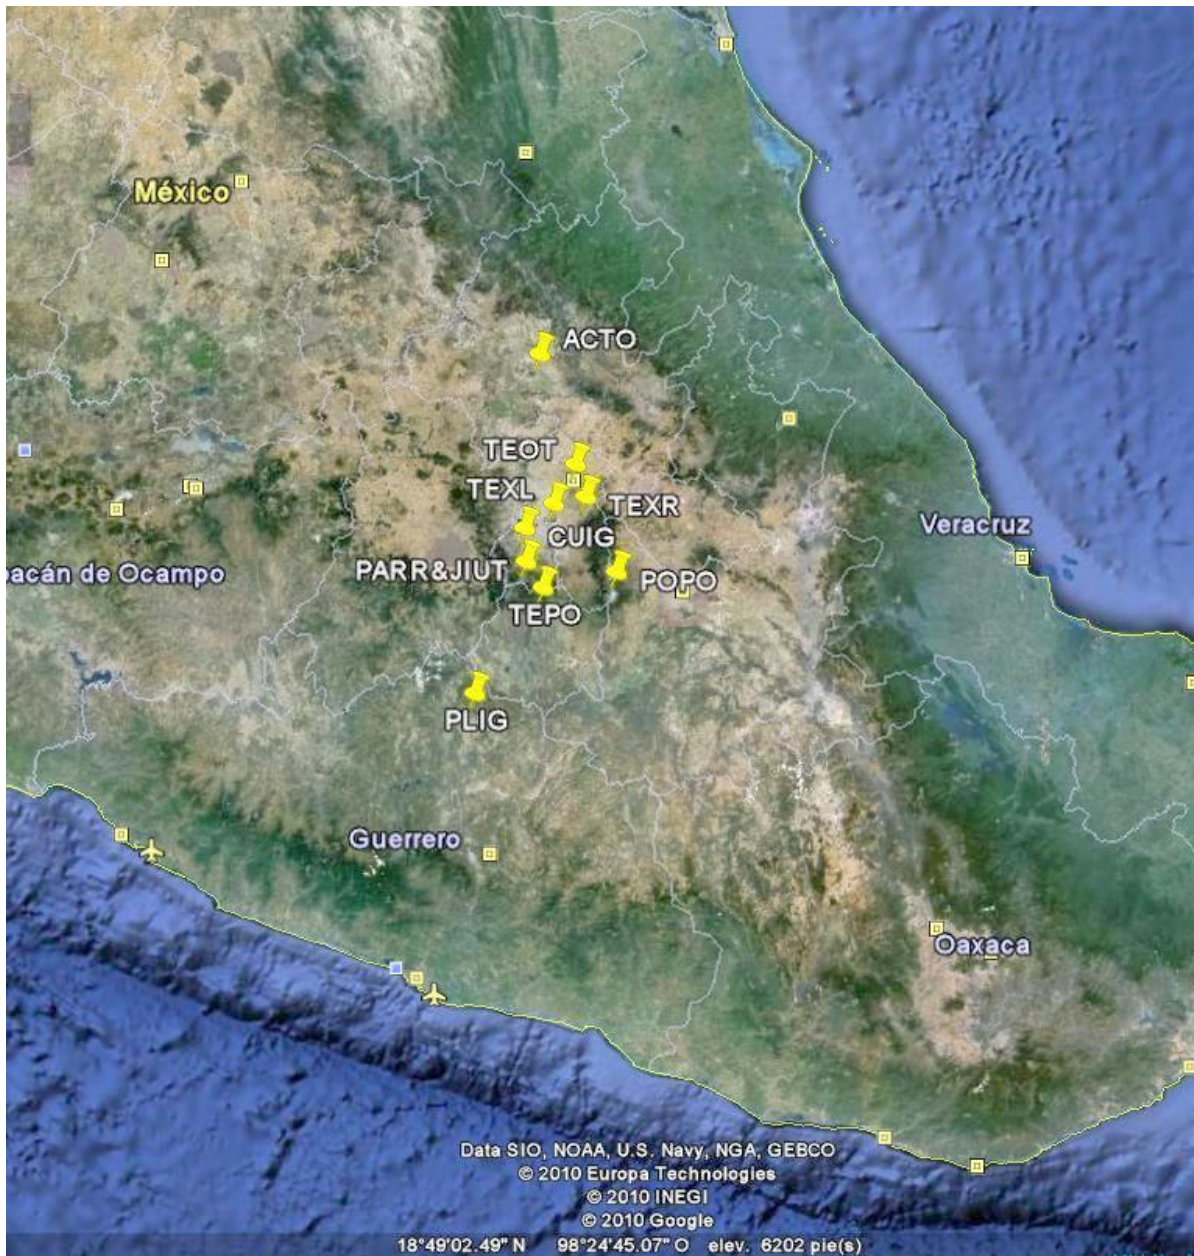 México
ACTO
TEOT
TEXL
TEXR
CUIG
Veracruz
PARR&JIUT
oacán de Ocampo
POPO
TEPO
PLIG
Guerrero
Oaxaca
Data SIO, NOAA, U.S. Navy, NGA, GEBCO
© 2010 Europa Technologies
© 2010 INEGI
© 2010 Google
18°49'02.49" N 98°24'45.07" O elev. 6202 pie(s)